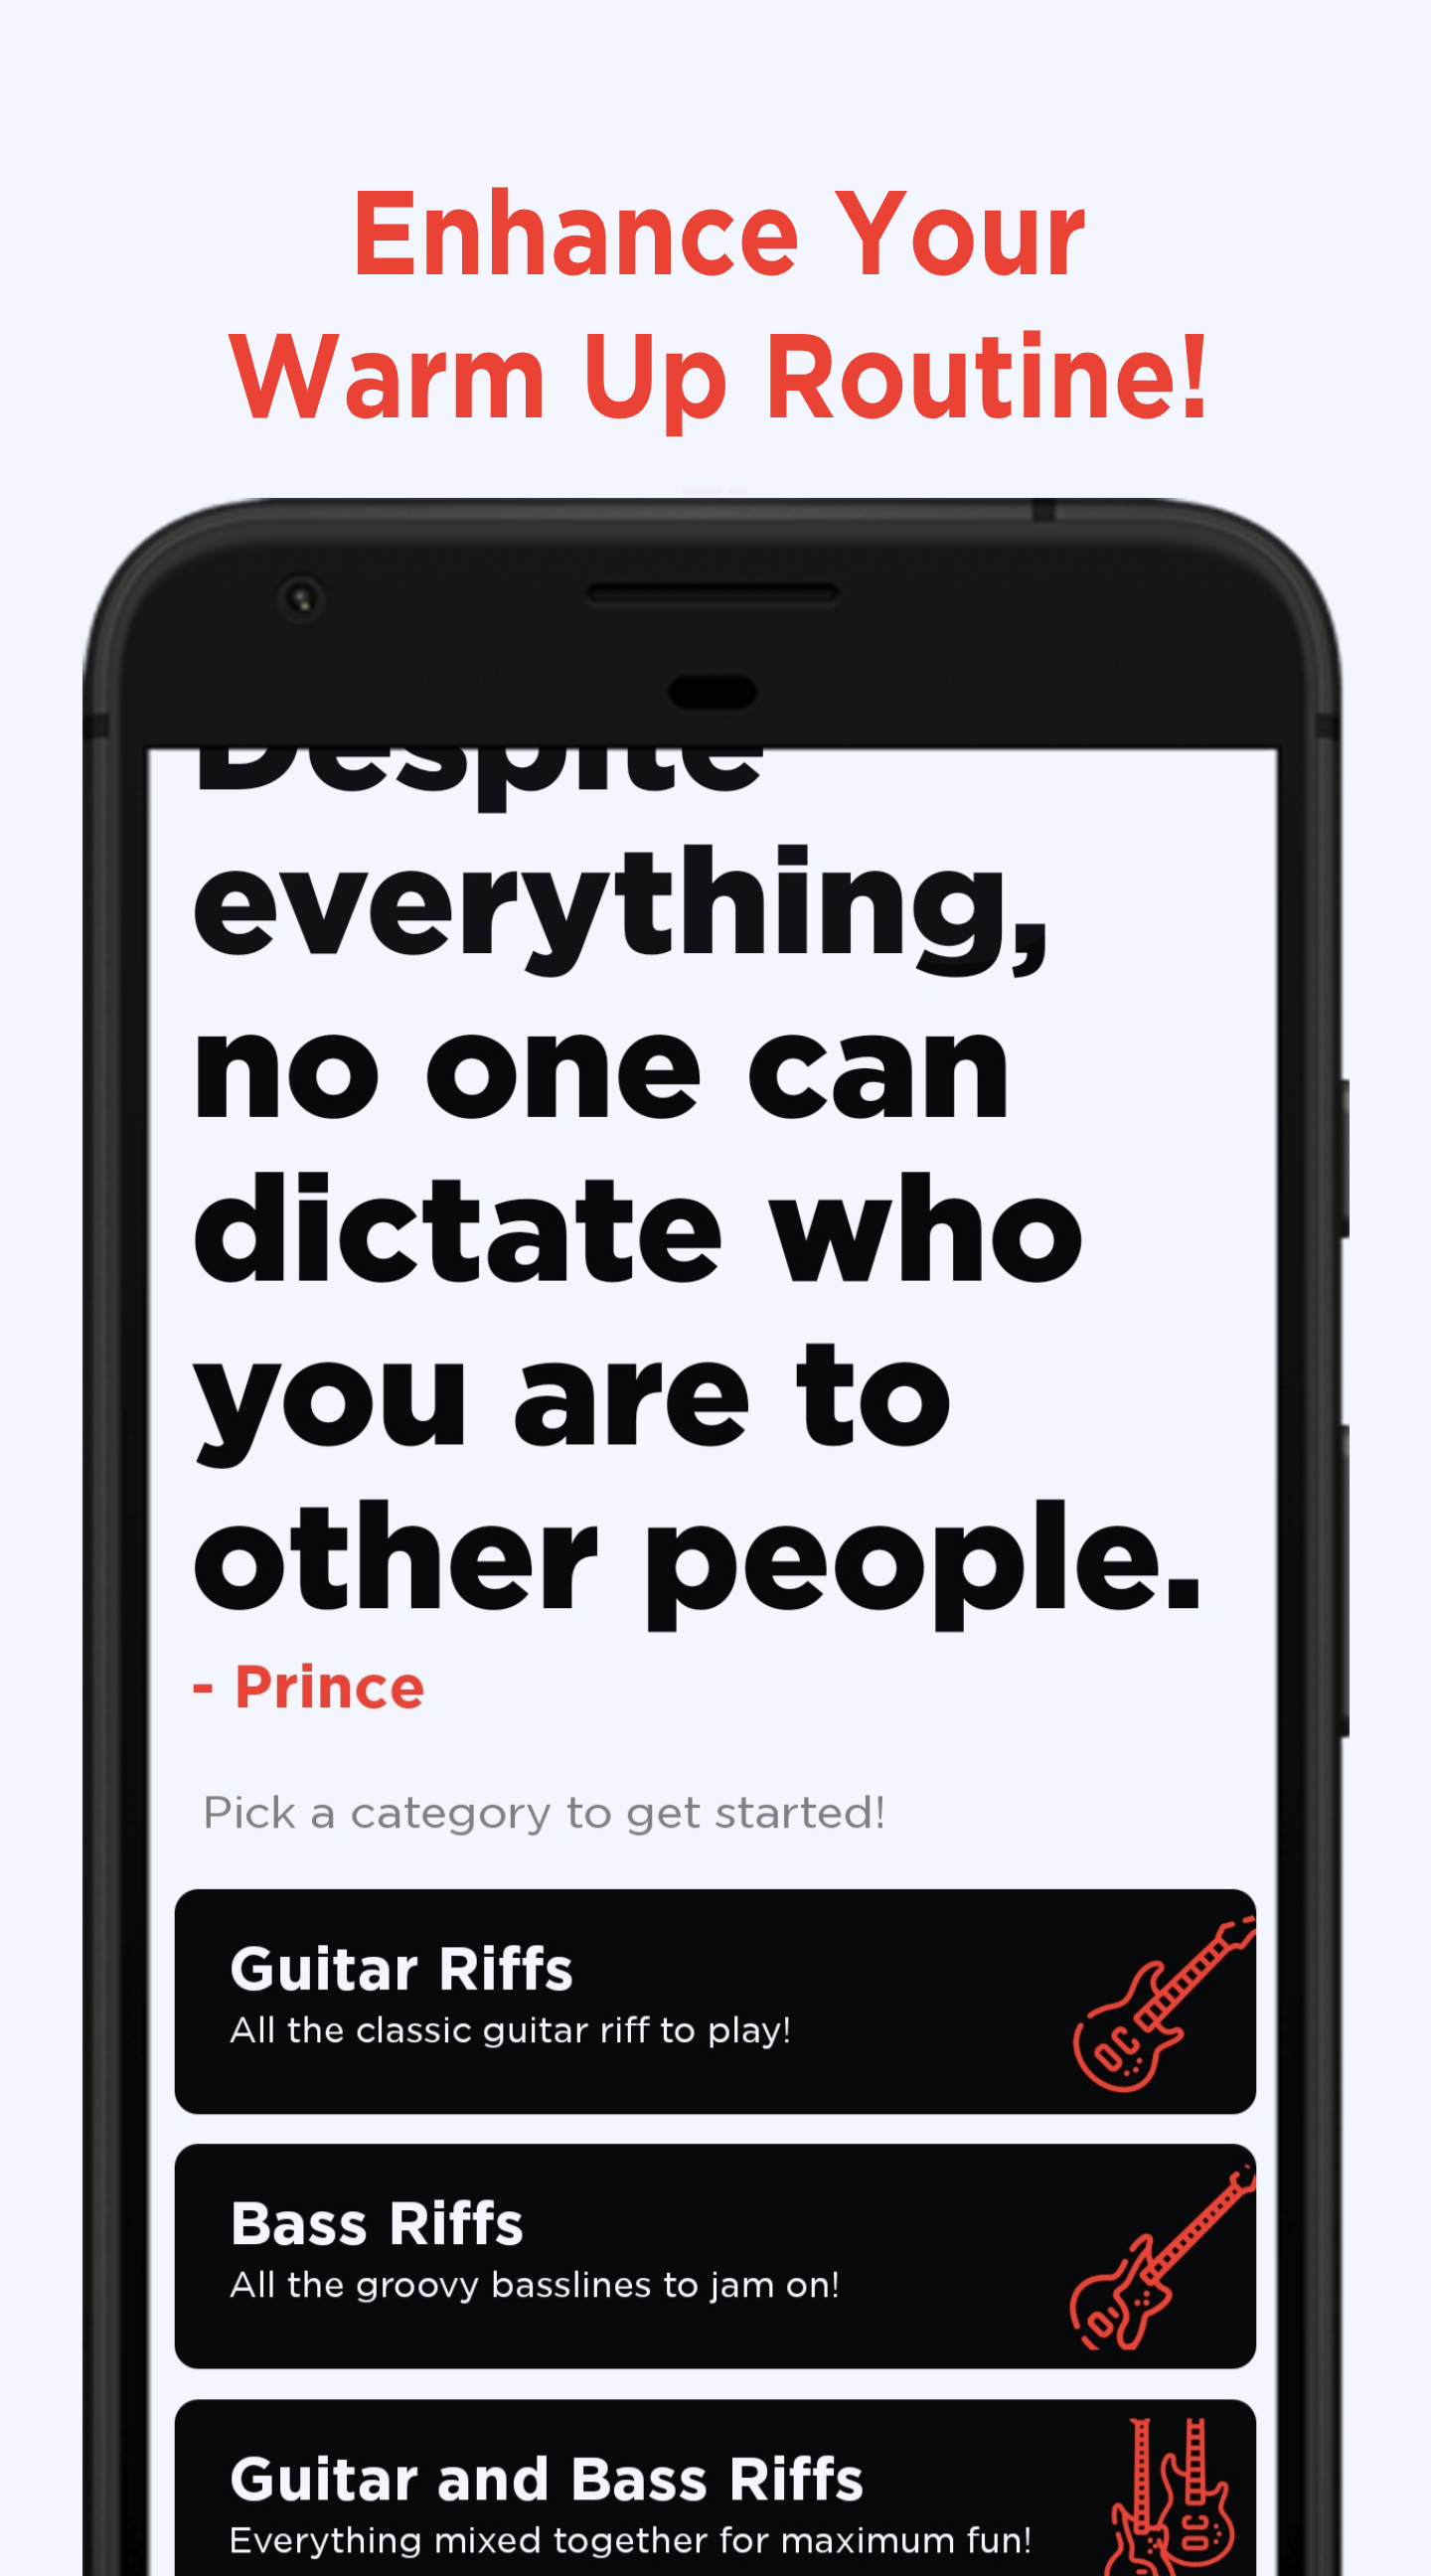 Enhance Your
Warm Up Routine!
Despite
everything,
no one can
dictate who
you are to
other people.
- Prince
Pick a category to get started!
Guitar Riffs
All the classic guitar riff to play!
Bass Riffs
All the groovy basslines to jam on!
Guitar and Bass Riffs
Everything mixed together for maximum fun!